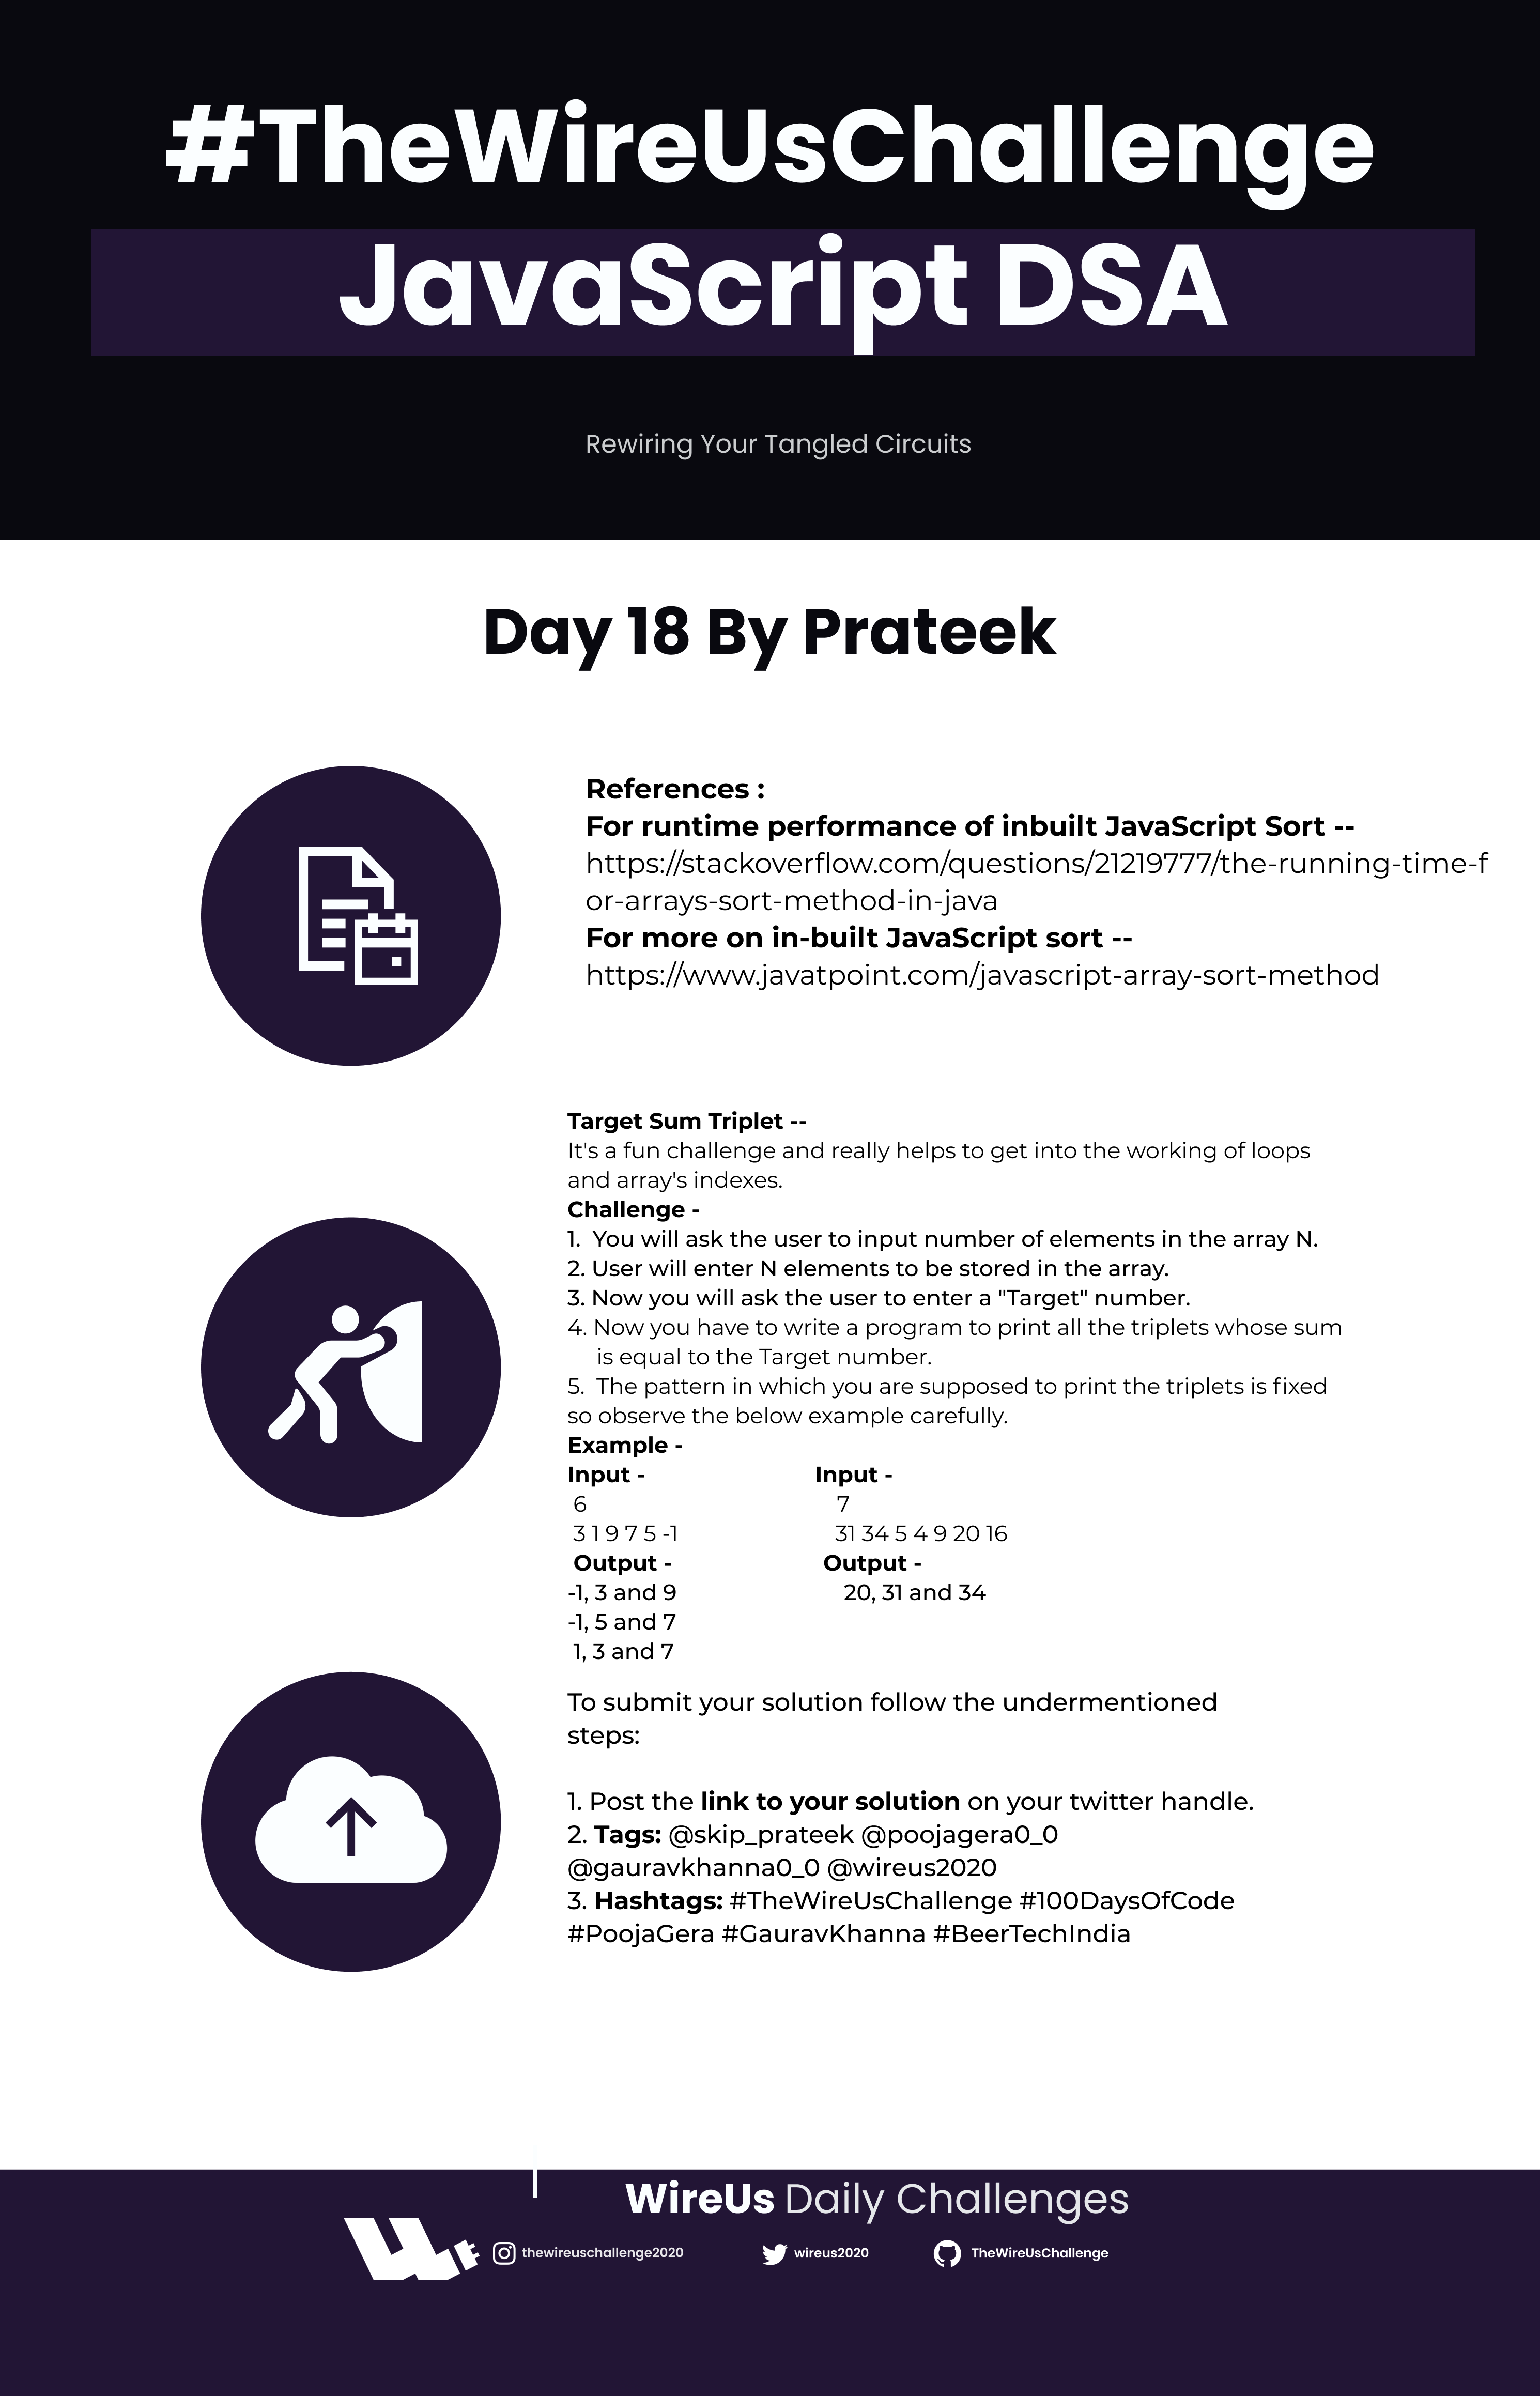 #TheWireUsChallenge
JavaScript DSA
Rewiring Your Tangled Circuits
Day 18 By Prateek
References :
For runtime performance of inbuilt JavaScript Sort --
https://stackoverflow.com/questions/21219777/the-running-time-f
or-arrays-sort-method-in-java
For more on in-built JavaScript sort --
https://www.javatpoint.com/javascript-array-sort-method
Target Sum Triplet --
It's a fun challenge and really helps to get into the working of loops
and array's indexes.
Challenge -
1. You will ask the user to input number of elements in the array N.
2. User will enter N elements to be stored in the array.
3. Now you will ask the user to enter a "Target" number.
4. Now you have to write a program to print all the triplets whose sum
is equal to the Target number.
5. The pattern in which you are supposed to print the triplets is fixed
so observe the below example carefully.
Example -
Input - Input -
6 7
3 1 9 7 5 -1 31 34 5 4 9 20 16
Output - Output -
-1, 3 and 9 20, 31 and 34
-1, 5 and 7
1, 3 and 7
To submit your solution follow the undermentioned
steps:
1. Post the link to your solution on your twitter handle.
2. Tags: @skip_prateek @poojagera0_0
@gauravkhanna0_0 @wireus2020
3. Hashtags: #TheWireUsChallenge #100DaysOfCode
#PoojaGera #GauravKhanna #BeerTechIndia
WireUs Daily Challenges
thewireuschallenge2020 wireus2020 TheWireUsChallenge